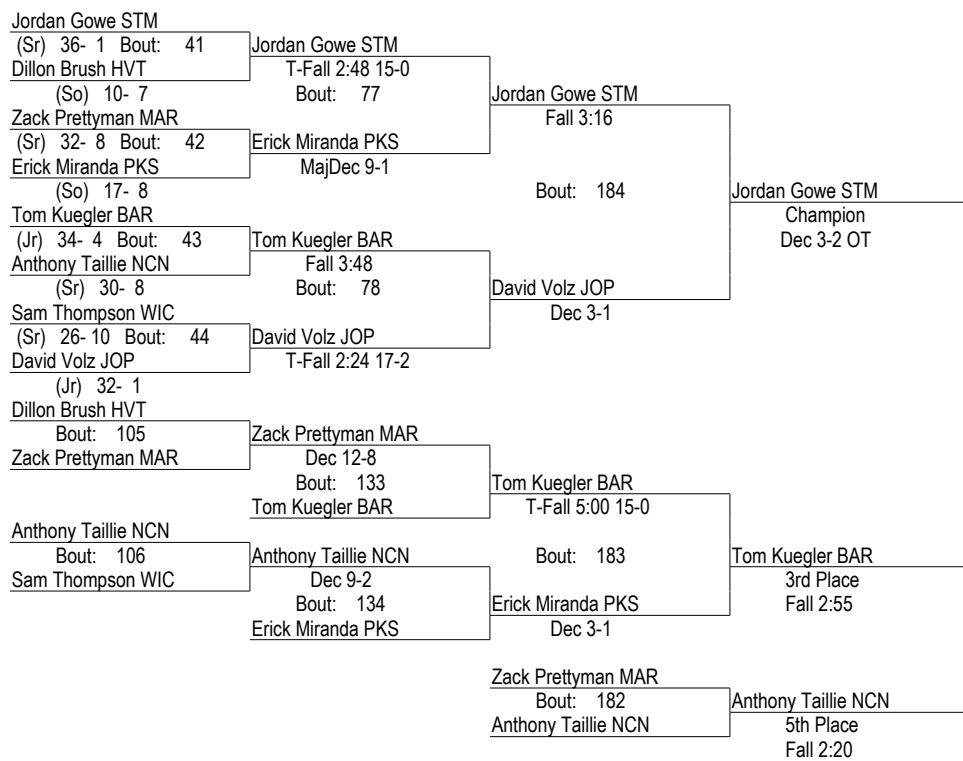 Jordan Gowe STM
(Sr) 36- 1 Bout: 41
Jordan Gowe STM
Dillon Brush HVT
T-Fall 2:48 15-0
(So) 10- 7
Bout: 77
Jordan Gowe STM
Zack Prettyman MAR
Fall 3:16
(Sr) 32- 8 Bout: 42
Erick Miranda PKS
Erick Miranda PKS
MajDec 9-1
(So) 17- 8
Bout: 184
Jordan Gowe STM
Tom Kuegler BAR
Champion
(Jr) 34- 4 Bout: 43
Tom Kuegler BAR
Dec 3-2 OT
Anthony Taillie NCN
Fall 3:48
(Sr) 30- 8
Bout: 78
David Volz JOP
Sam Thompson WIC
Dec 3-1
(Sr) 26- 10 Bout: 44
David Volz JOP
David Volz JOP
T-Fall 2:24 17-2
(Jr) 32- 1
Dillon Brush HVT
Bout: 105
Zack Prettyman MAR
Zack Prettyman MAR
Dec 12-8
Bout: 133
Tom Kuegler BAR
Tom Kuegler BAR
T-Fall 5:00 15-0
Anthony Taillie NCN
Bout: 106
Anthony Taillie NCN
Bout: 183
Tom Kuegler BAR
Sam Thompson WIC
Dec 9-2
3rd Place
Bout: 134
Erick Miranda PKS
Fall 2:55
Erick Miranda PKS
Dec 3-1
Zack Prettyman MAR
Bout: 182
Anthony Taillie NCN
Anthony Taillie NCN
5th Place
Fall 2:20